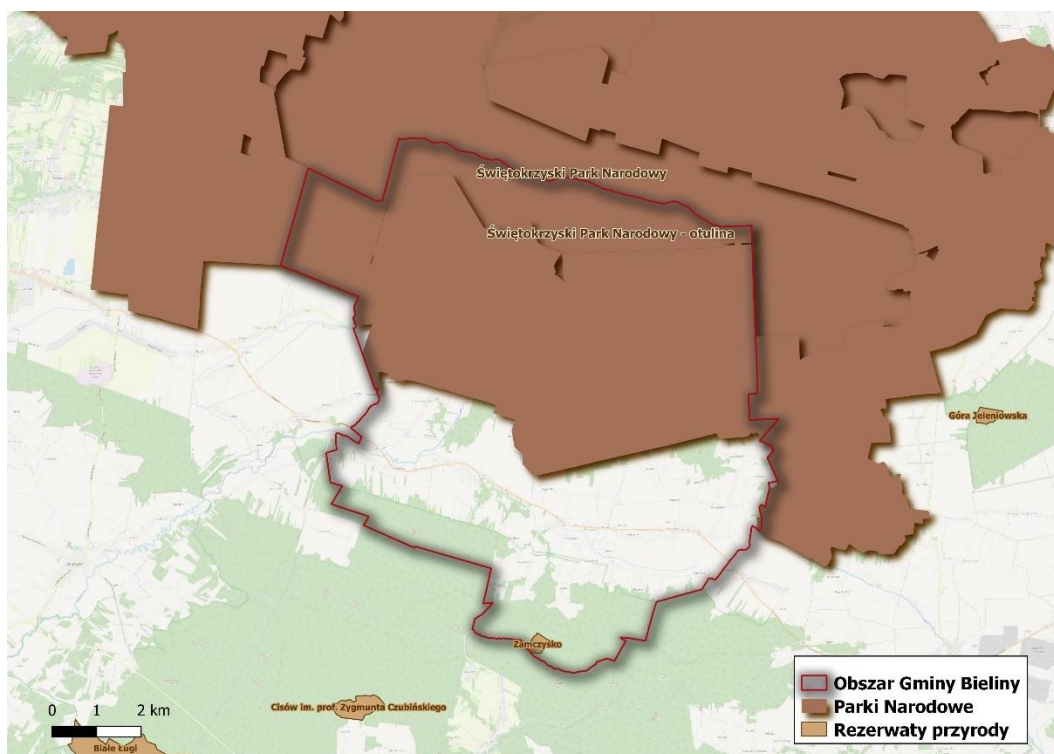 Świętokrzyski Park Narodowy
Świętokrzyski Park Narodowy - otulina
Góra Jeleniowska
Zamczysko
Cisów im. prof. Zygmunta Czubińskiego
Białe Ługi
0 1 2 km
Obszar Gminy Bieliny
Parki Narodowe
Rezerwaty przyrody